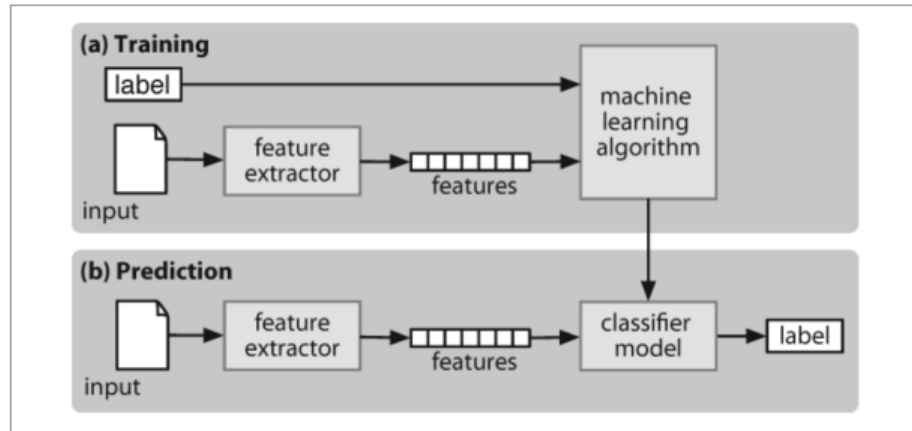 (a) Training
label
machine
learning
algorithm
feature
extractor
features
input
(b) Prediction
feature
extractor
features
classifier
model
label
input